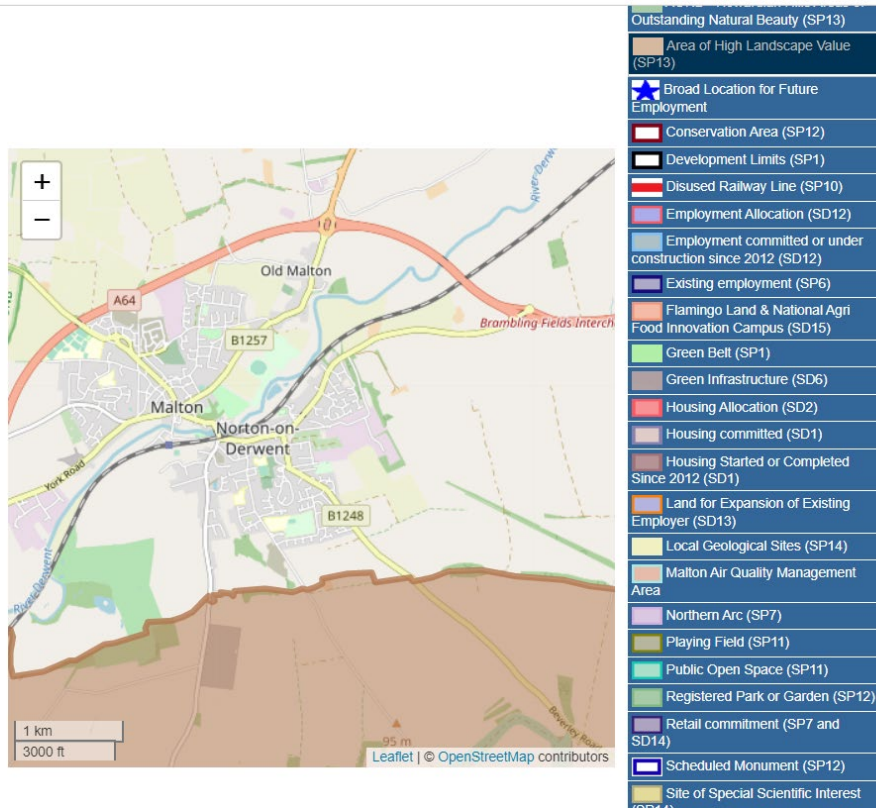 Outstanding Natural Beauty (SP13)
Area of High Landscape Value
(SP13)
Broad Location for Future
Employment
Conservation Area (SP12)
Development Limits (SP1)
Disused Railway Line (SP10)
Employment Allocation (SD12)
Employment committed or under
construction since 2012 (SD12)
Existing employment (SP6)
Flamingo Land & National Agri
Food Innovation Campus (SD15)
Green Belt (SP1)
Green Infrastructure (SD6)
Housing Allocation (SD2)
Housing committed (SD1)
Housing Started or Completed
Since 2012 (SD1)
Land for Expansion of Existing
Employer (SD13)
Local Geological Sites (SP14)
Malton Air Quality Management
Area
Northern Arc (SP7)
Playing Field (SP11)
Public Open Space (SP11)
Registered Park or Garden (SP12)
Retail commitment (SP7 and
SD14)
Scheduled Monument (SP12)
Site of Special Scientific Interest
(SP14)
+
−
River Derwent
Old Malton
A64
B1257
Brambling Fields Interch
Malton
Norton-on-
Derwent
York Road
B1248
River Derwent
Beverley Road
95 m
1 km
3000 ft
Leaflet | © OpenStreetMap contributors